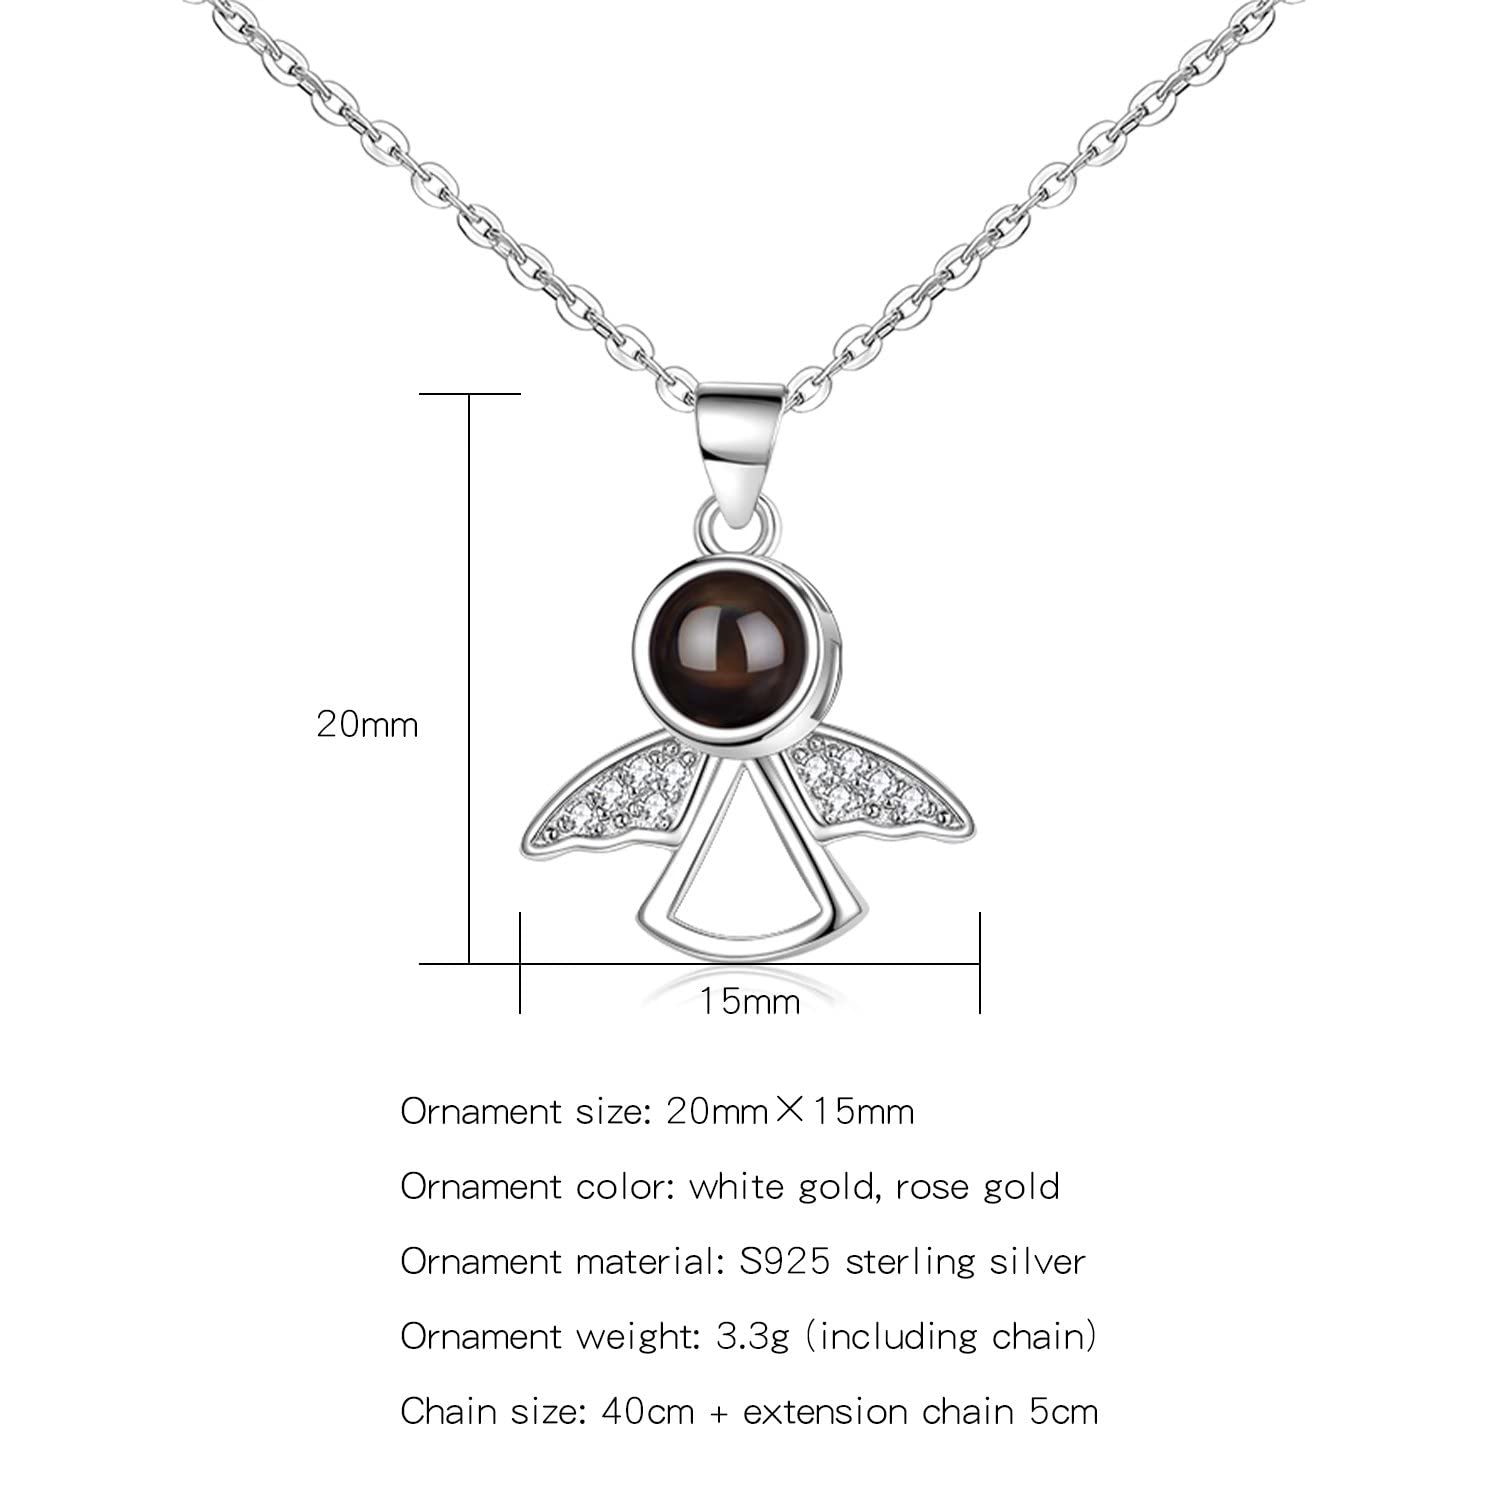 20mm
15mm
Ornament size: 20mm×15mm
Ornament color: white gold, rose gold
Ornament material: S925 sterling silver
Ornament weight: 3.3g (including chain)
Chain size: 40cm + extension chain 5cm